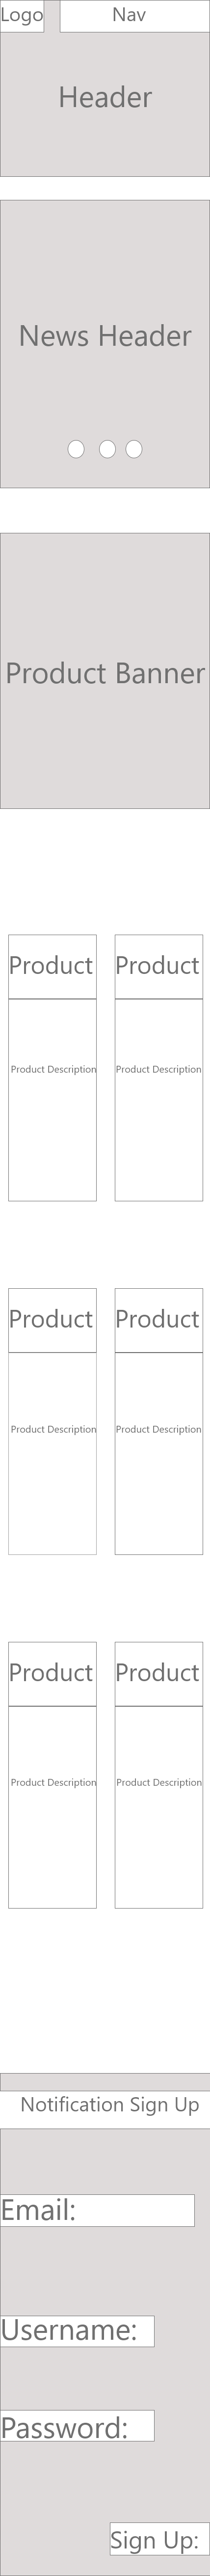 Logo Nav
Header
News Header
Product Banner
Product Product
Product Description Product Description
Product Product
Product Description Product Description
Product Product
Product Description Product Description
Notification Sign Up
Email:
Username:
Password:
Sign Up: